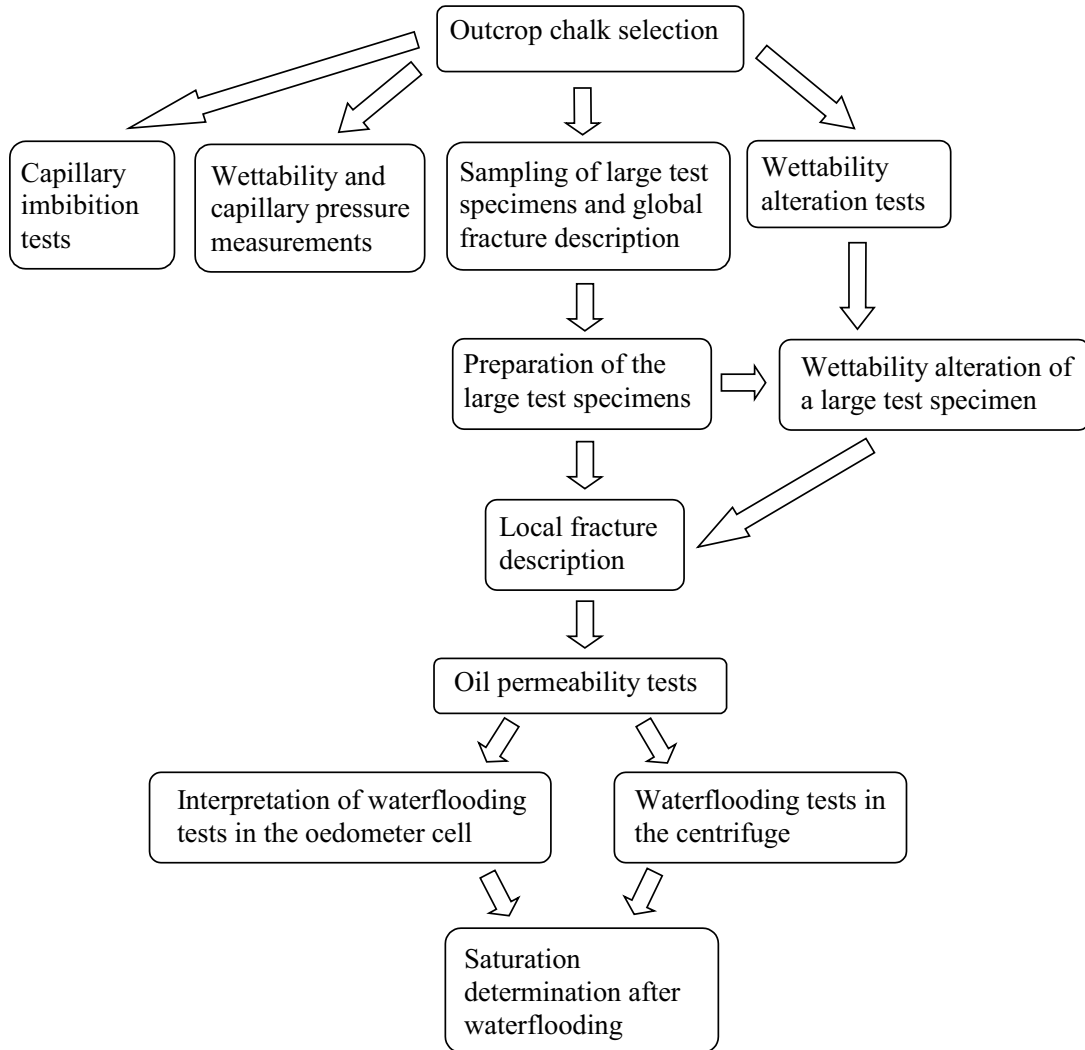 Outcrop chalk selection
Capillary
imbibition
tests
Wettability and
capillary pressure
measurements
Sampling of large test
specimens and global
fracture description
Wettability
alteration tests
Preparation of the
large test specimens
Wettability alteration of
a large test specimen
Local fracture
description
Oil permeability tests
Interpretation of waterflooding
tests in the oedometer cell
Waterflooding tests in
the centrifuge
Saturation
determination after
waterflooding